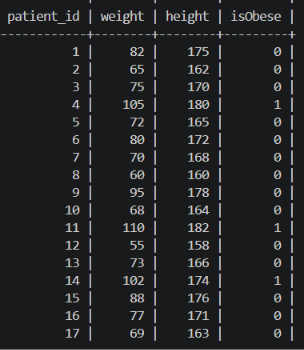 patient_id | weight | height | isObese |
-----------+--------+--------+---------+
1 | 82 | 175 | 0 |
2 | 65 | 162 | 0 |
3 | 75 | 170 | 0 |
4 | 105 | 180 | 1 |
5 | 72 | 165 | 0 |
6 | 80 | 172 | 0 |
7 | 70 | 168 | 0 |
8 | 60 | 160 | 0 |
9 | 95 | 178 | 0 |
10 | 68 | 164 | 0 |
11 | 110 | 182 | 1 |
12 | 55 | 158 | 0 |
13 | 73 | 166 | 0 |
14 | 102 | 174 | 1 |
15 | 88 | 176 | 0 |
16 | 77 | 171 | 0 |
17 | 69 | 163 | 0 |